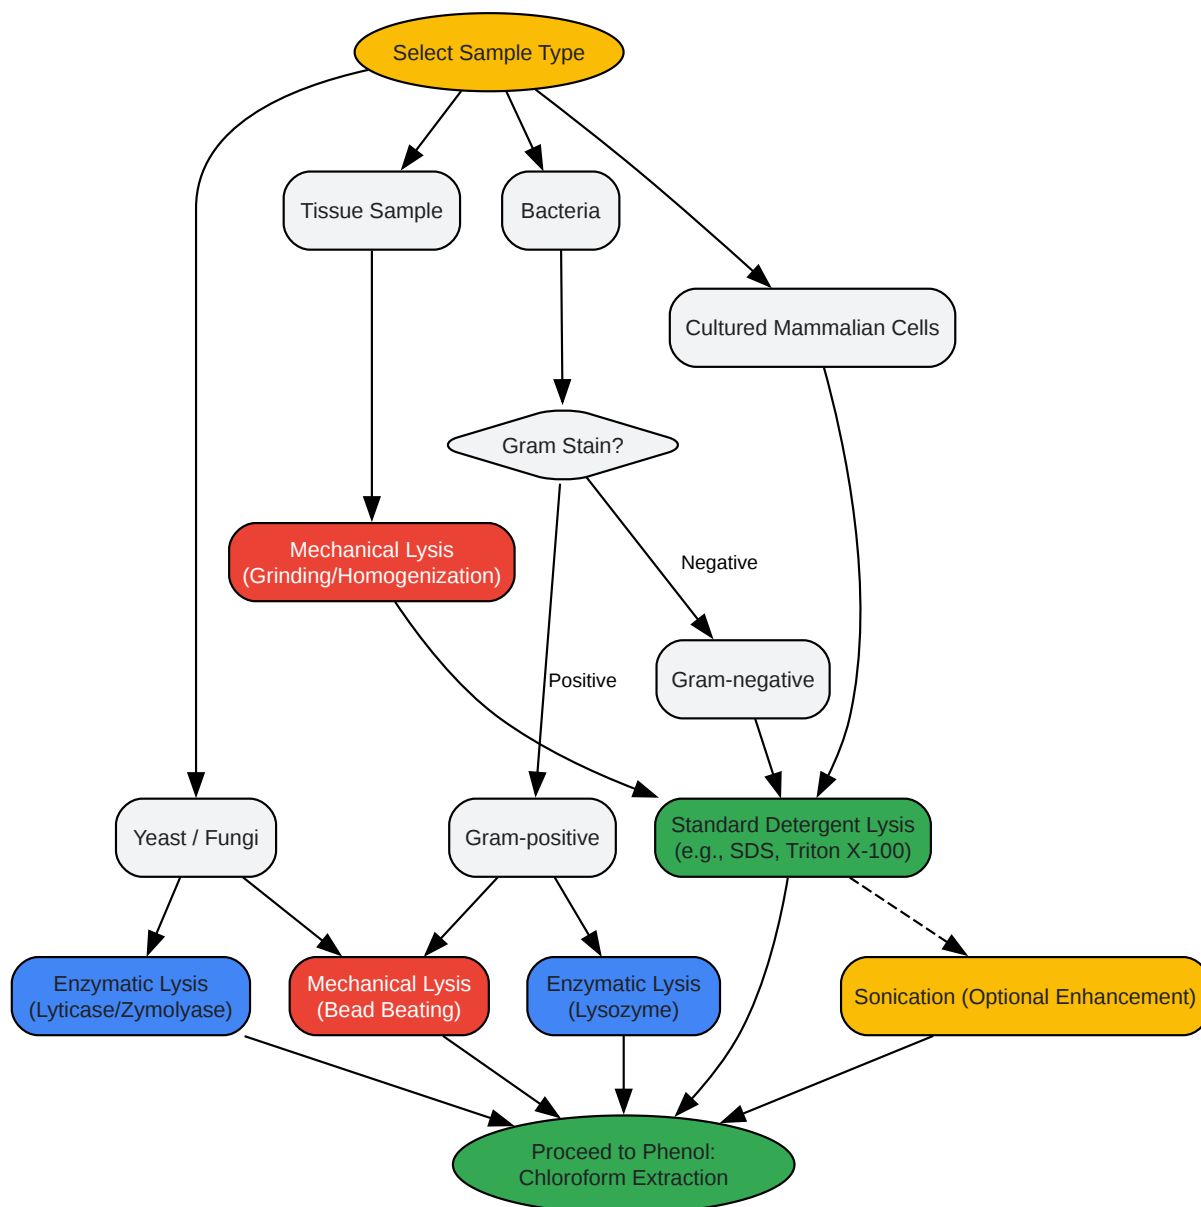 Select Sample Type
Tissue Sample
Bacteria
Cultured Mammalian Cells
Gram Stain?
Mechanical Lysis
(Grinding/Homogenization)
Negative
Positive
Gram-negative
Yeast / Fungi
Gram-positive
Standard Detergent Lysis
(e.g., SDS, Triton X-100)
Enzymatic Lysis
(Lyticase/Zymolyase)
Mechanical Lysis
(Bead Beating)
Enzymatic Lysis
(Lysozyme)
Sonication (Optional Enhancement)
Proceed to Phenol:
Chloroform Extraction